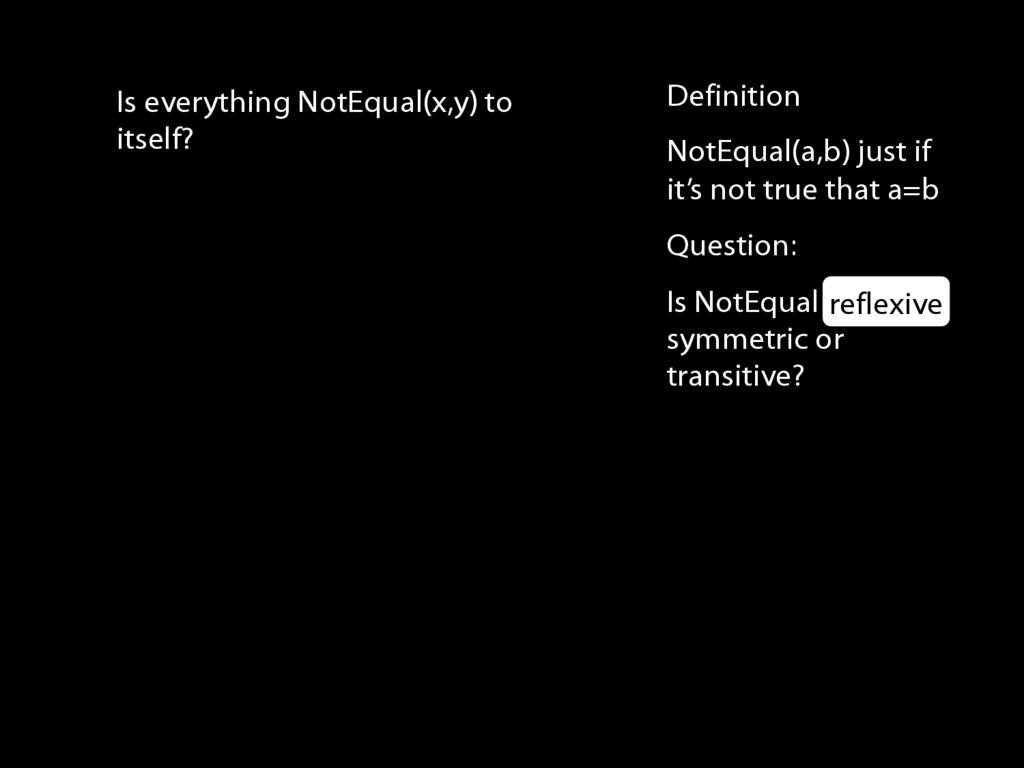 Is everything NotEqual(x,y) to
itself?
Definition
NotEqual(a,b) just if
it’s not true that a=b
Question:
Is NotEqual reflexive
symmetric or
transitive?